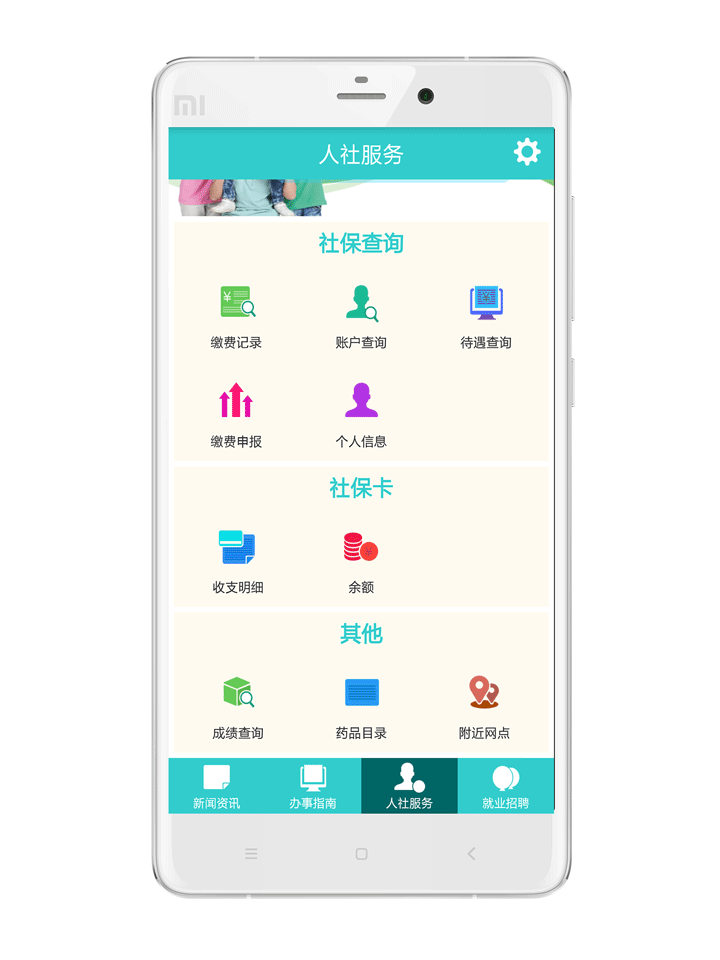 MI
人社服务
社保查询
缴费记录 账户查询 待遇查询
缴费申报 个人信息
社保卡
收支明细 余额
其他
成绩查询 药品目录 附近网点
新闻资讯 办事指南 人社服务 就业招聘